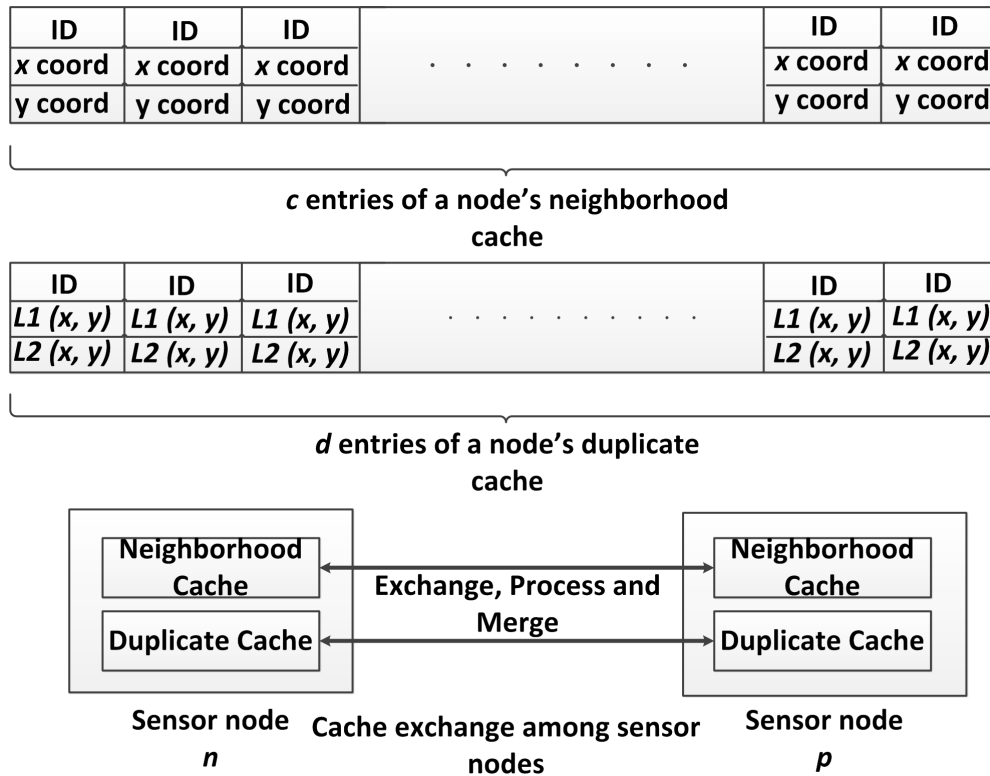 ID ID ID ID ID
x coord x coord x coord . . . . . . . . x coord x coord
y coord y coord y coord y coord y coord
c entries of a node's neighborhood
cache
ID ID ID ID ID
L1 (x, y) L1 (x, y) L1 (x, y) . . . . . . . . . . L1 (x, y) L1 (x, y)
L2 (x, y) L2 (x, y) L2 (x, y) L2 (x, y) L2 (x, y)
d entries of a node's duplicate
cache
Neighborhood
Cache
Exchange, Process and
Merge
Neighborhood
Cache
Duplicate Cache
Duplicate Cache
Sensor node
n
Cache exchange among sensor
nodes
Sensor node
p